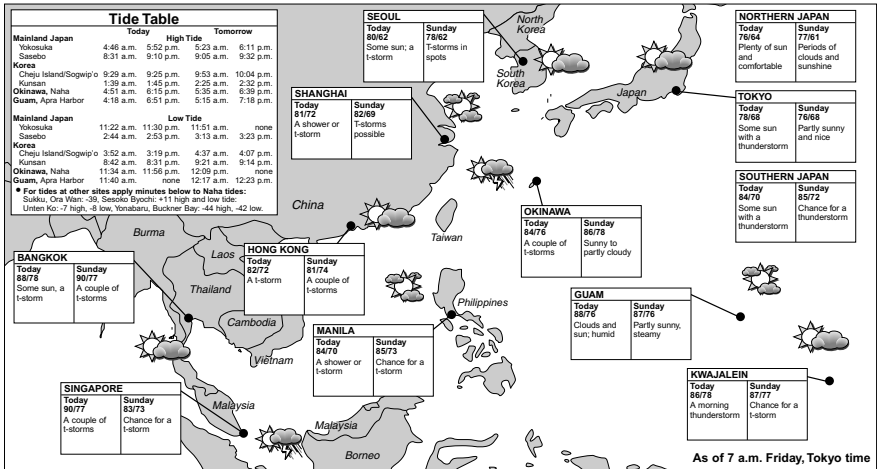 Tide Table
Today Tomorrow
Mainland Japan High Tide
Yokosuka 4:46 a.m. 5:52 p.m. 5:23 a.m. 6:11 p.m.
Sasebo 8:31 a.m. 9:10 p.m. 9:05 a.m. 9:32 p.m.
Korea
Cheju Island/Sogwip'o 9:29 a.m. 9:25 p.m. 9:53 a.m. 10:04 p.m.
Kunsan 1:39 a.m. 1:45 p.m. 2:25 a.m. 2:32 p.m.
Okinawa, Naha 4:51 a.m. 6:15 p.m. 5:35 a.m. 6:39 p.m.
Guam, Apra Harbor 4:18 a.m. 6:51 p.m. 5:15 a.m. 7:18 p.m.
Mainland Japan Low Tide
Yokosuka 11:22 a.m. 11:30 p.m. 11:51 a.m. none
Sasebo 2:44 a.m. 2:53 p.m. 3:13 a.m. 3:23 p.m.
Korea
Cheju Island/Sogwip'o 3:52 a.m. 3:19 p.m. 4:37 a.m. 4:07 p.m.
Kunsan 8:42 a.m. 8:31 p.m. 9:21 a.m. 9:14 p.m.
Okinawa, Naha 11:34 a.m. 11:56 p.m. 12:09 p.m. none
Guam, Apra Harbor 11:40 a.m. none 12:17 a.m. 12:23 p.m.
• For tides at other sites apply minutes below to Naha tides:
Sukku, Ora Wan: -39, Sesoko Byochi: +11 high and low tide:
Unten Ko: -7 high, -8 low, Yonabaru, Buckner Bay: -44 high, -42 low.
SEOUL
Today Sunday
80/62 78/62
Some sun; a T-storms in
t-storm spots
North
Korea
South
Korea
Japan
NORTHERN JAPAN
Today Sunday
76/64 77/61
Plenty of sun Periods of
and clouds and
comfortable sunshine
SHANGHAI
Today Sunday
81/72 82/69
A shower or T-storms
t-storm possible
TOKYO
Today Sunday
78/68 76/68
Some sun Partly sunny
with a and nice
thunderstorm
SOUTHERN JAPAN
Today Sunday
84/70 85/72
Some sun Chance for a
with a thunderstorm
thunderstorm
China
Taiwan
OKINAWA
Today Sunday
84/76 86/78
A couple of Sunny to
t-storms partly cloudy
Burma
Laos
Thailand
Cambodia
Vietnam
HONG KONG
Today Sunday
82/72 81/74
A t-storm A couple of
t-storms
BANGKOK
Today Sunday
88/78 90/77
Some sun, a A couple of
t-storm t-storms
Philippines
GUAM
Today Sunday
88/76 87/76
Clouds and Partly sunny,
sun; humid steamy
MANILA
Today Sunday
84/70 85/73
A shower or Chance for a
t-storm t-storm
KWAJALEIN
Today Sunday
86/78 87/77
A morning Chance for a
thunderstorm t-storm
SINGAPORE
Today Sunday
90/77 83/73
A couple of Chance for a
t-storms t-storm
Malaysia
Malaysia
Borneo
As of 7 a.m. Friday, Tokyo time